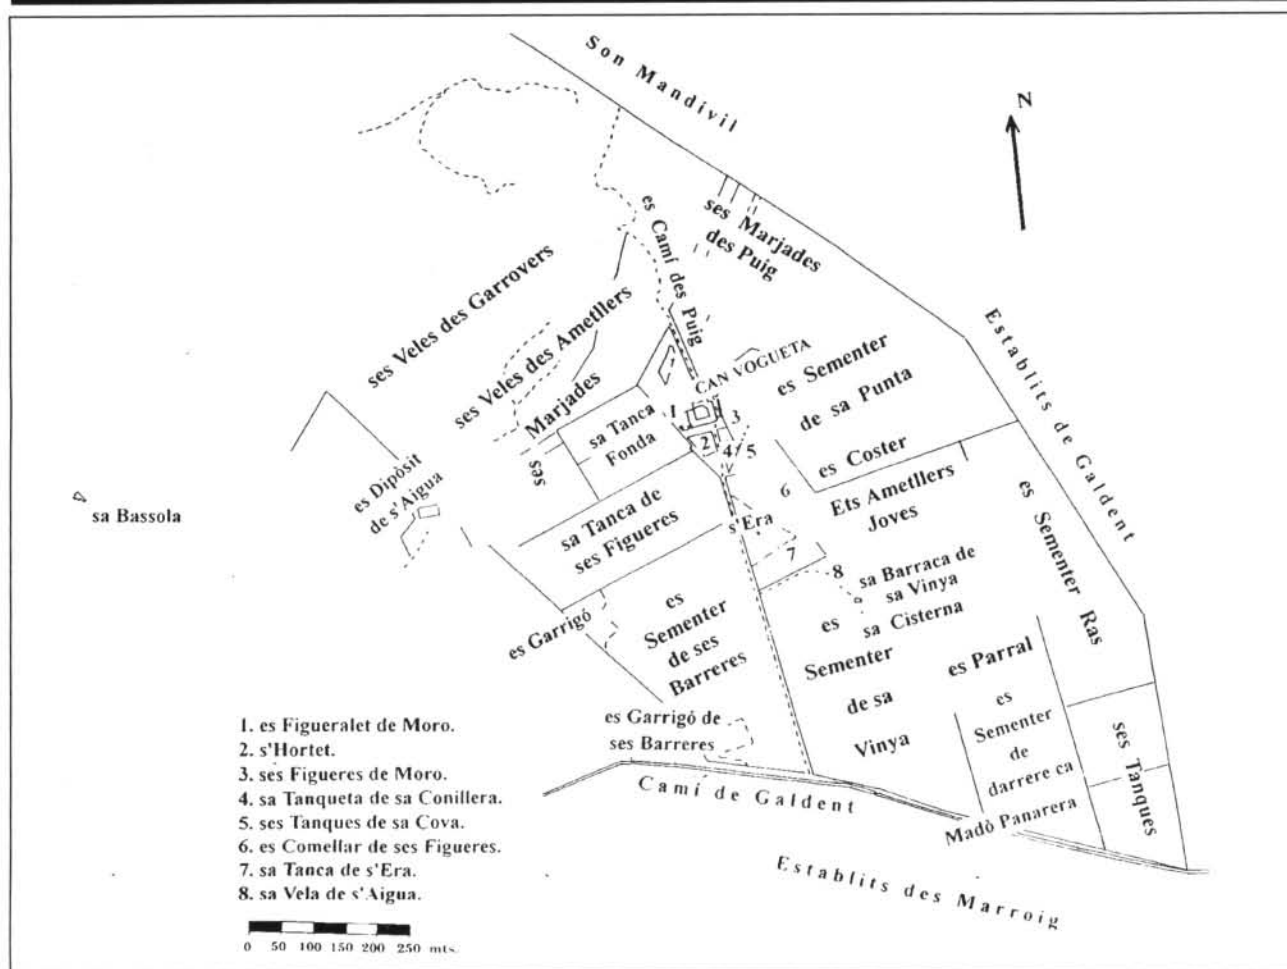 Son Mandivil
N
es Camí des Puig
ses Marjades
des Puig
ses Veles des Garrovers
ses Veles des Ametllers
Establits de Galdent
CAN VOGUETA
es Sementer
de sa Punta
ses Marjades
sa Tanca
Fonda
1
2
3
4
5
6
es Coster
es Dipòsit
de s'Aigua
sa Bassola
Ets Ametllers
Joves
es Sementer Ras
sa Tanca de
ses Figueres
s'Era
7
8
sa Barraca de
sa Vinya
sa Cisterna
es Garrigó
es
Sementer
de ses
Barreres
es
Sementer
de sa
Vinya
es Parral
es
Sementer
de
darrere ca
Madò Panarera
ses Tanques
es Garrigó de
ses Barreres
Camí de Galdent
Establits des Marroig
1. es Figueralet de Moro.
2. s'Hortet.
3. ses Figueres de Moro.
4. sa Tanqueta de sa Conillera.
5. ses Tanques de sa Cova.
6. es Comellar de ses Figueres.
7. sa Tanca de s'Era.
8. sa Vela de s'Aigua.
0 50 100 150 200 250 mts.